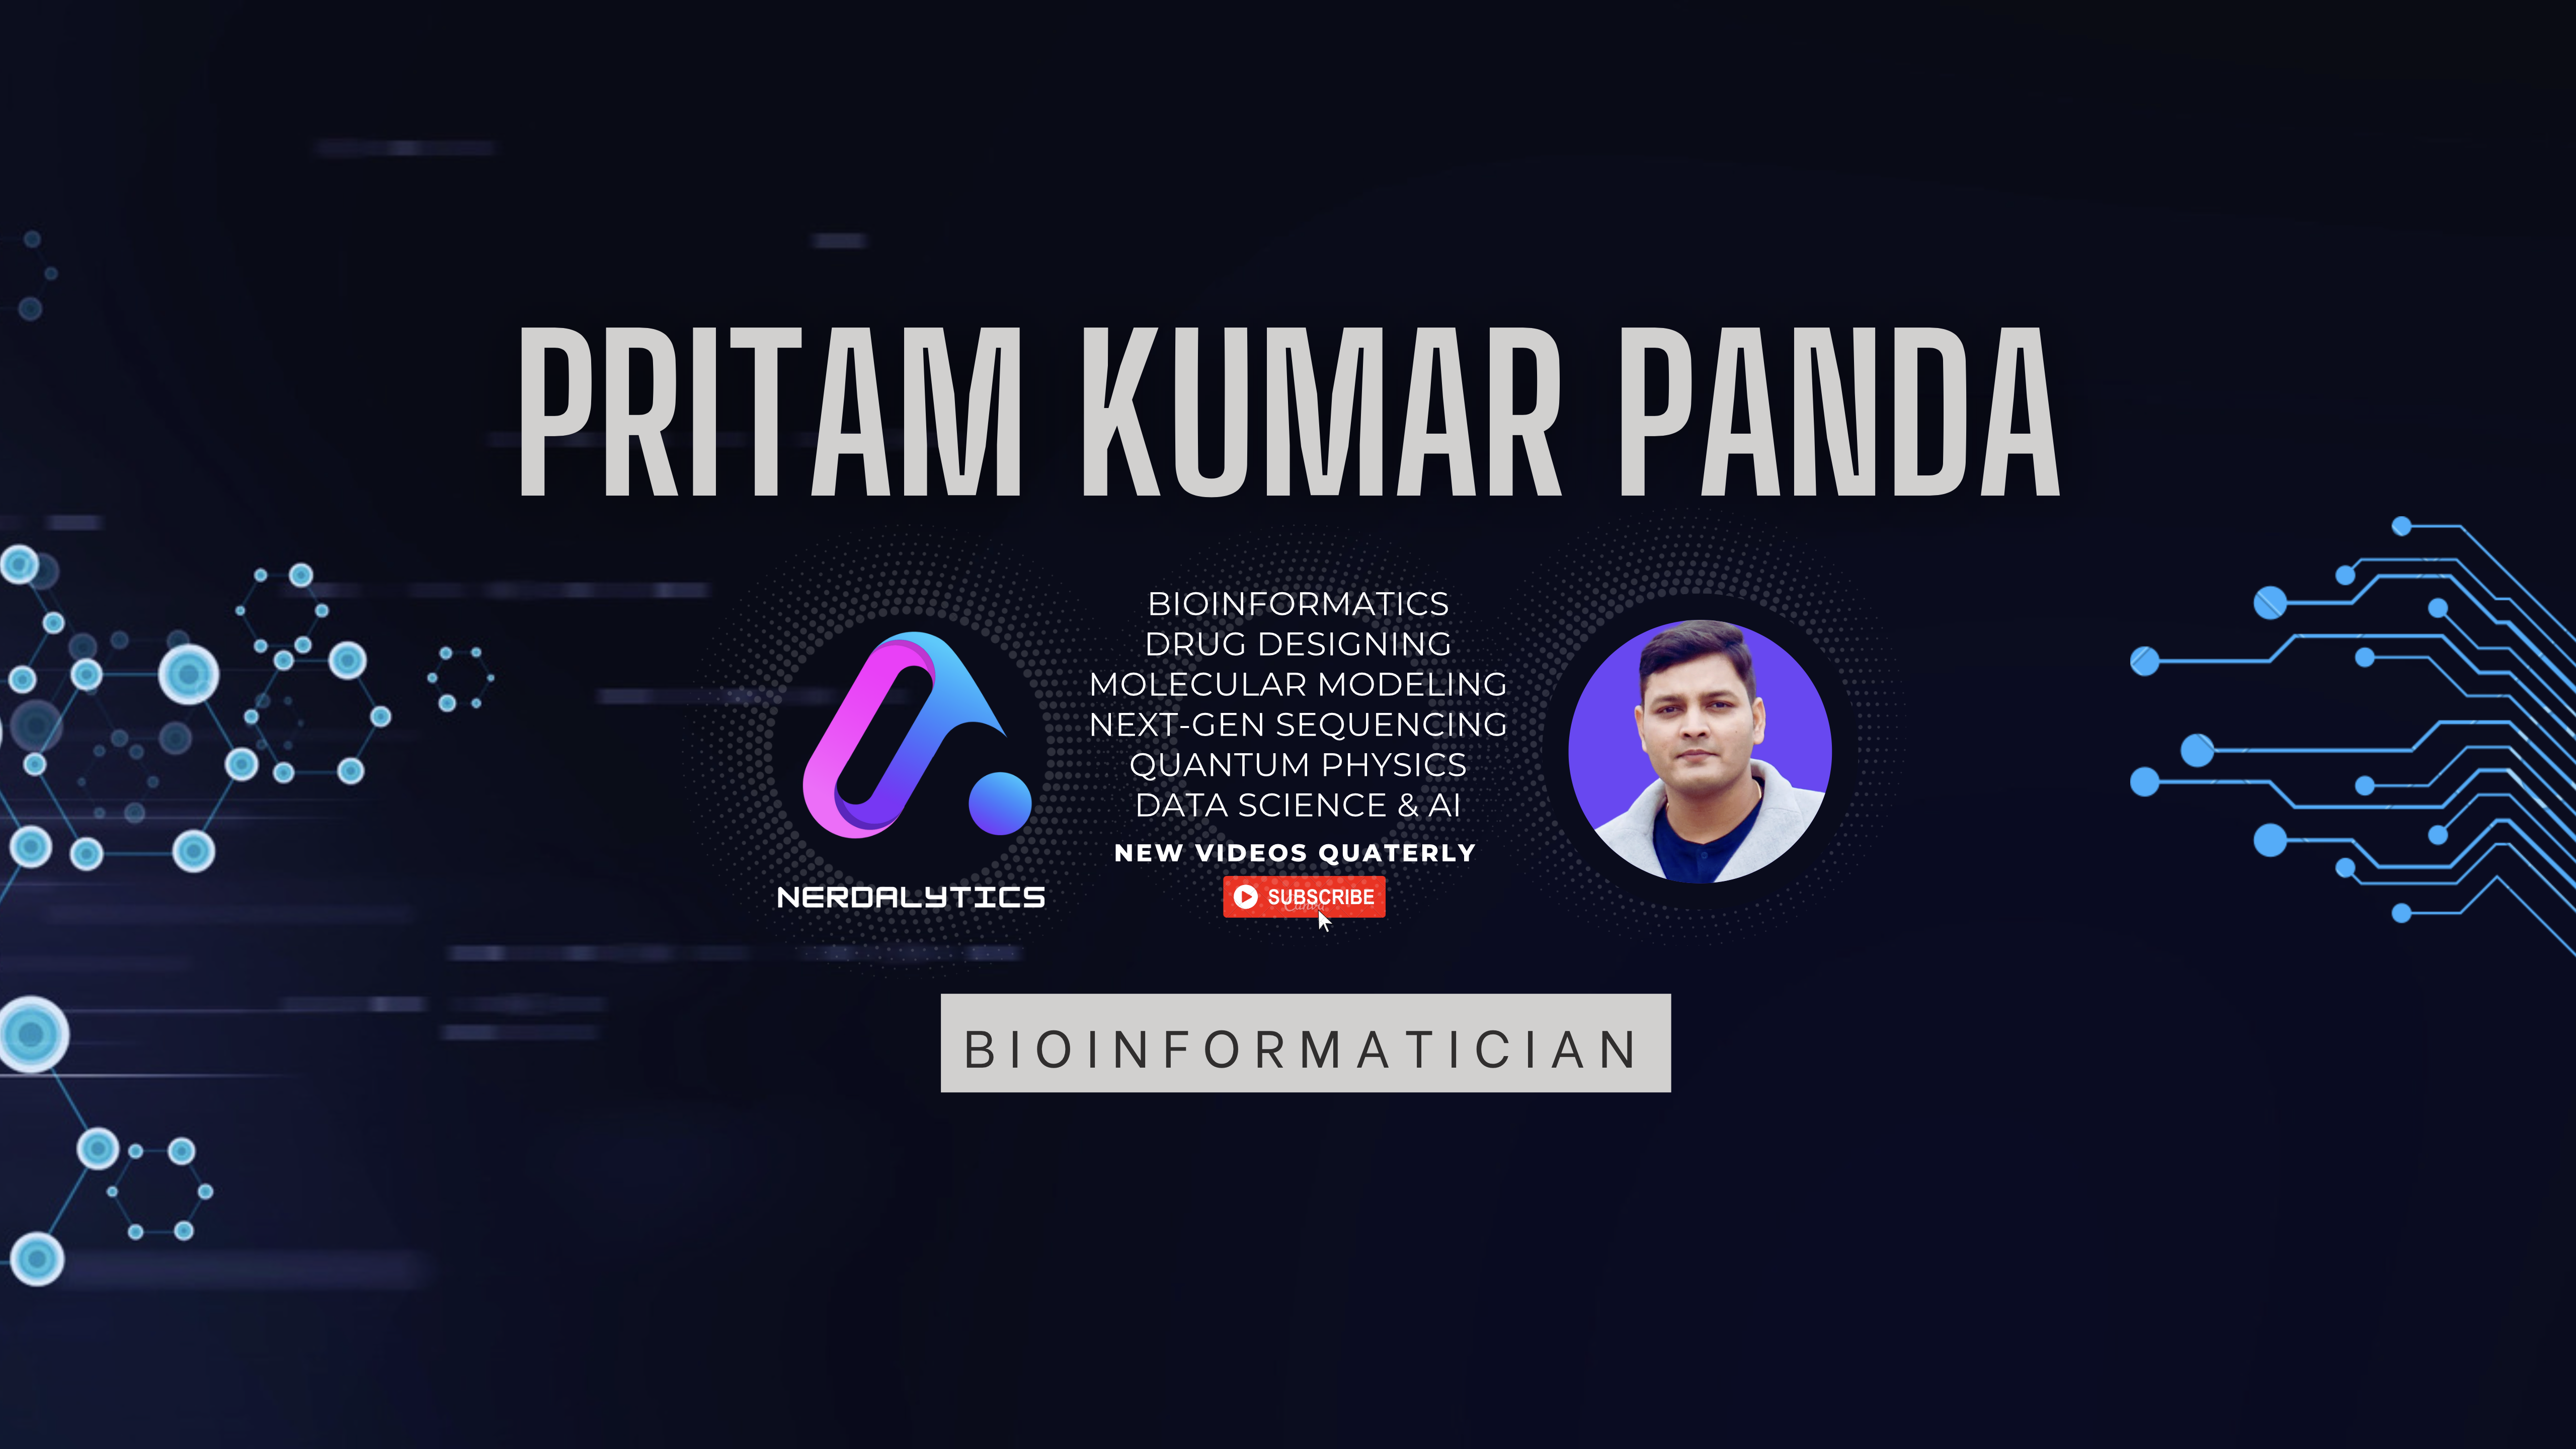 PRITAM KUMAR PANDA
BIOINFORMATICS
DRUG DESIGNING
MOLECULAR MODELING
NEXT-GEN SEQUENCING
QUANTUM PHYSICS
DATA SCIENCE & AI
NEW VIDEOS QUATERLY
SUBSCRIBE
Canva
NERDALYTICS
BIOINFORMATICIAN